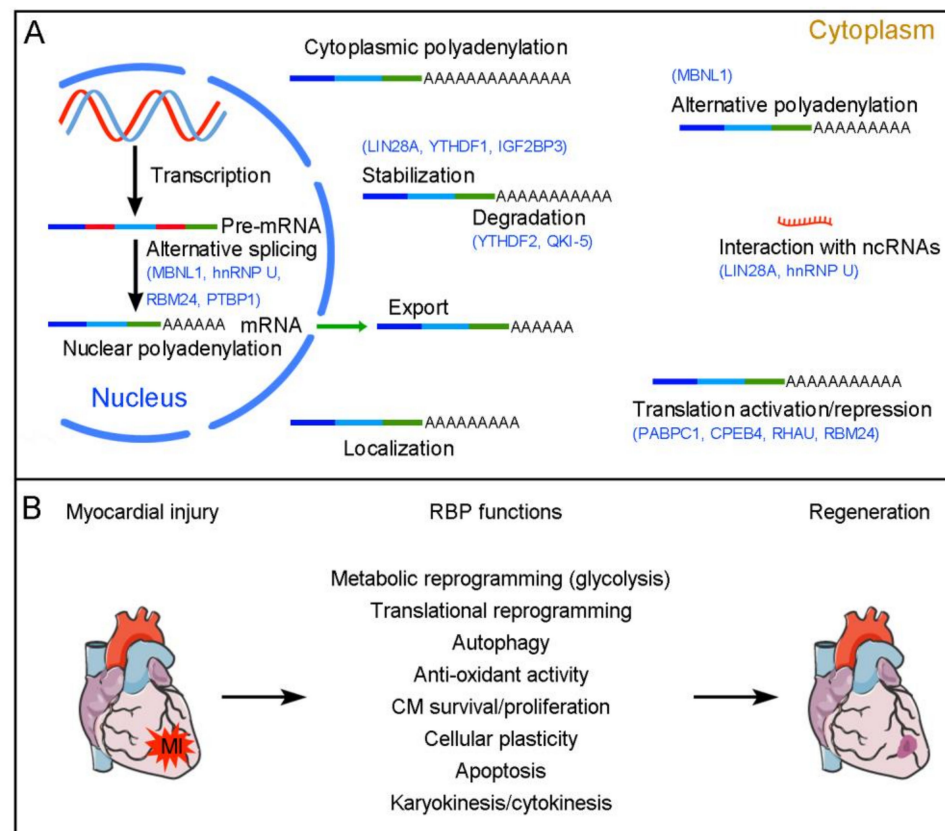 A
Cytoplasm
Cytoplasmic polyadenylation
AAAAAAAAAAAAAA
(MBNL1)
Alternative polyadenylation
AAAAAAAAA
Transcription
(LIN28A, YTHDF1, IGF2BP3)
Stabilization
AAAAAAAAAAA
Degradation
(YTHDF2, QKI-5)
Pre-mRNA
Alternative splicing
(MBNL1, hnRNP U,
RBM24, PTBP1)
Interaction with ncRNAs
(LIN28A, hnRNP U)
AAAAAA mRNA
Nuclear polyadenylation
Export
AAAAAA
Nucleus
AAAAAAAAAAA
Translation activation/repression
(PABPC1, CPEB4, RHAU, RBM24)
AAAAAAAAA
Localization
B
Myocardial injury
RBP functions
Regeneration
Metabolic reprogramming (glycolysis)
Translational reprogramming
Autophagy
Anti-oxidant activity
CM survival/proliferation
Cellular plasticity
Apoptosis
Karyokinesis/cytokinesis
MI